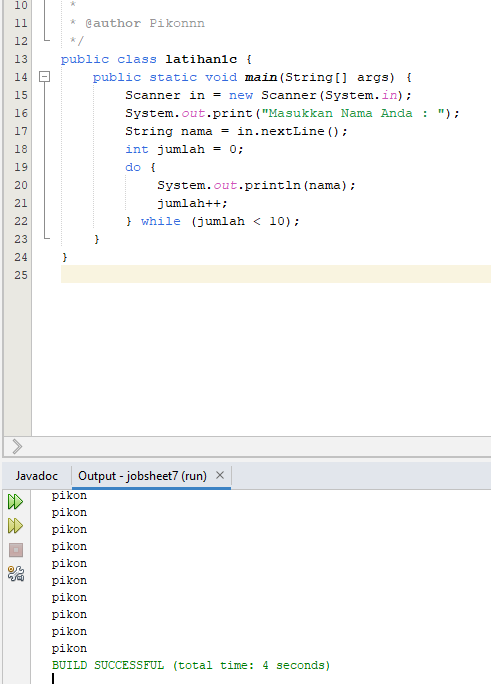 10 *
11 * @author Pikonnn
12 */
13 public class latihan1c {
14 public static void main(String[] args) {
15 Scanner in = new Scanner(System.in);
16 System.out.print("Masukkan Nama Anda : ");
17 String nama = in.nextLine();
18 int jumlah = 0;
19 do {
20 System.out.println(nama);
21 jumlah++;
22 } while (jumlah < 10);
23 }
24 }
25
Javadoc Output - jobsheet7 (run) ×
pikon
pikon
pikon
pikon
pikon
pikon
pikon
pikon
pikon
pikon
BUILD SUCCESSFUL (total time: 4 seconds)